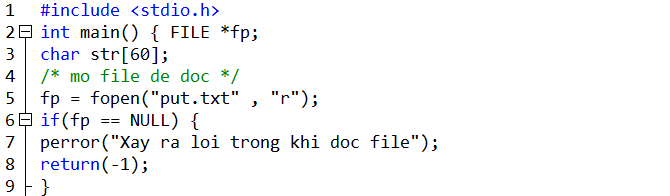 1 #include <stdio.h>
2 int main() { FILE *fp;
3 char str[60];
4 /* mo file de doc */
5 fp = fopen("put.txt" , "r");
6 if(fp == NULL) {
7 perror("Xay ra loi trong khi doc file");
8 return(-1);
9 }